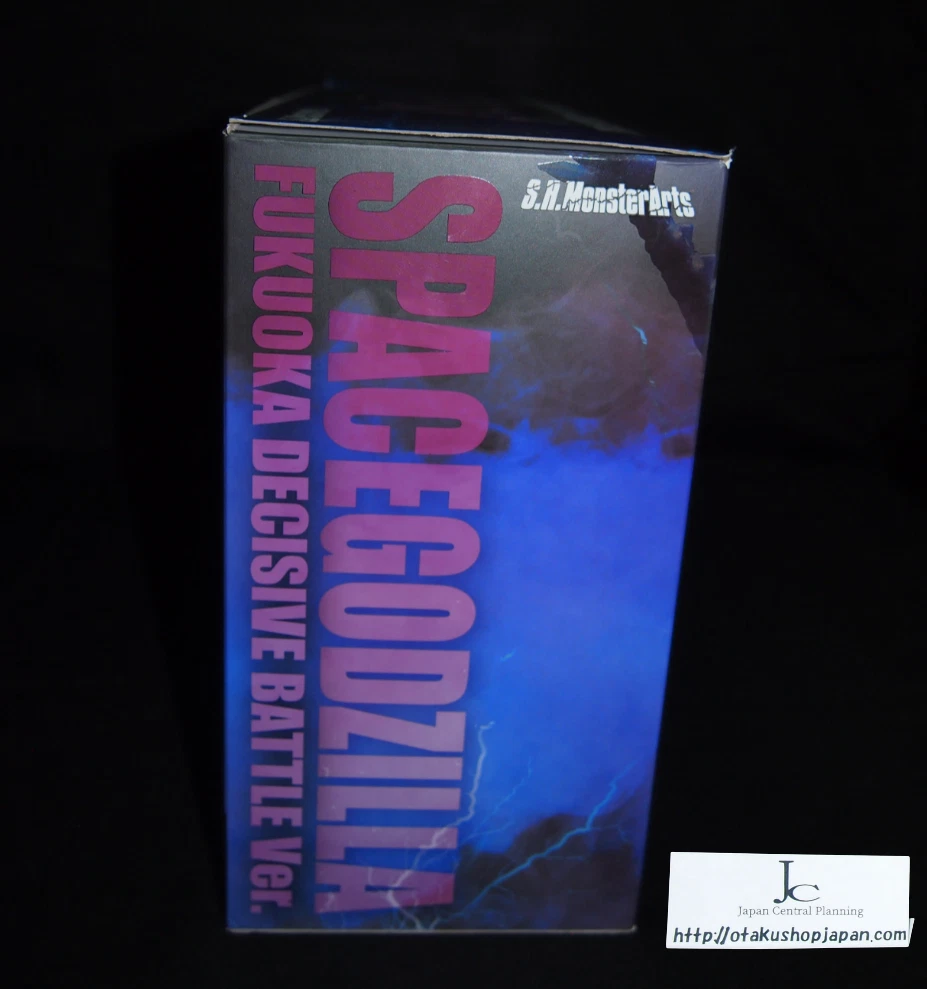 S.H.MonsterArts
SPACEGODZILLA
FUKUOKA DECISIVE BATTLE Ver.
Jc
Japan Central Planning
http://otakushopjapan.com/